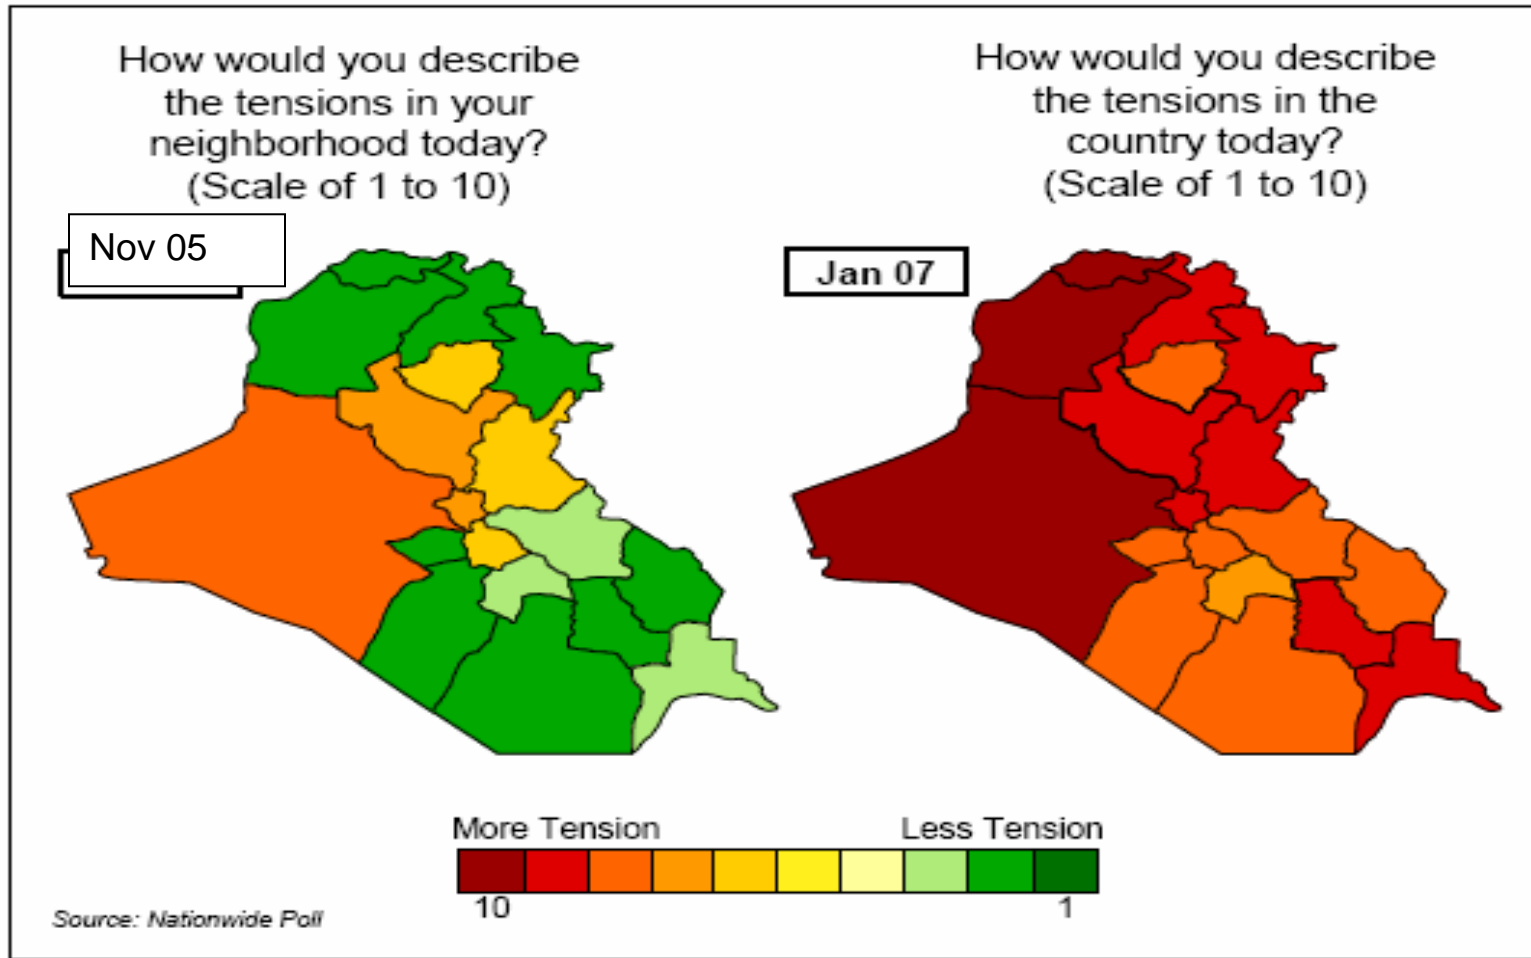 How would you describe
the tensions in your
neighborhood today?
(Scale of 1 to 10)
How would you describe
the tensions in the
country today?
(Scale of 1 to 10)
Nov 05
Jan 07
More Tension
Less Tension
10
1
Source: Nationwide Poll